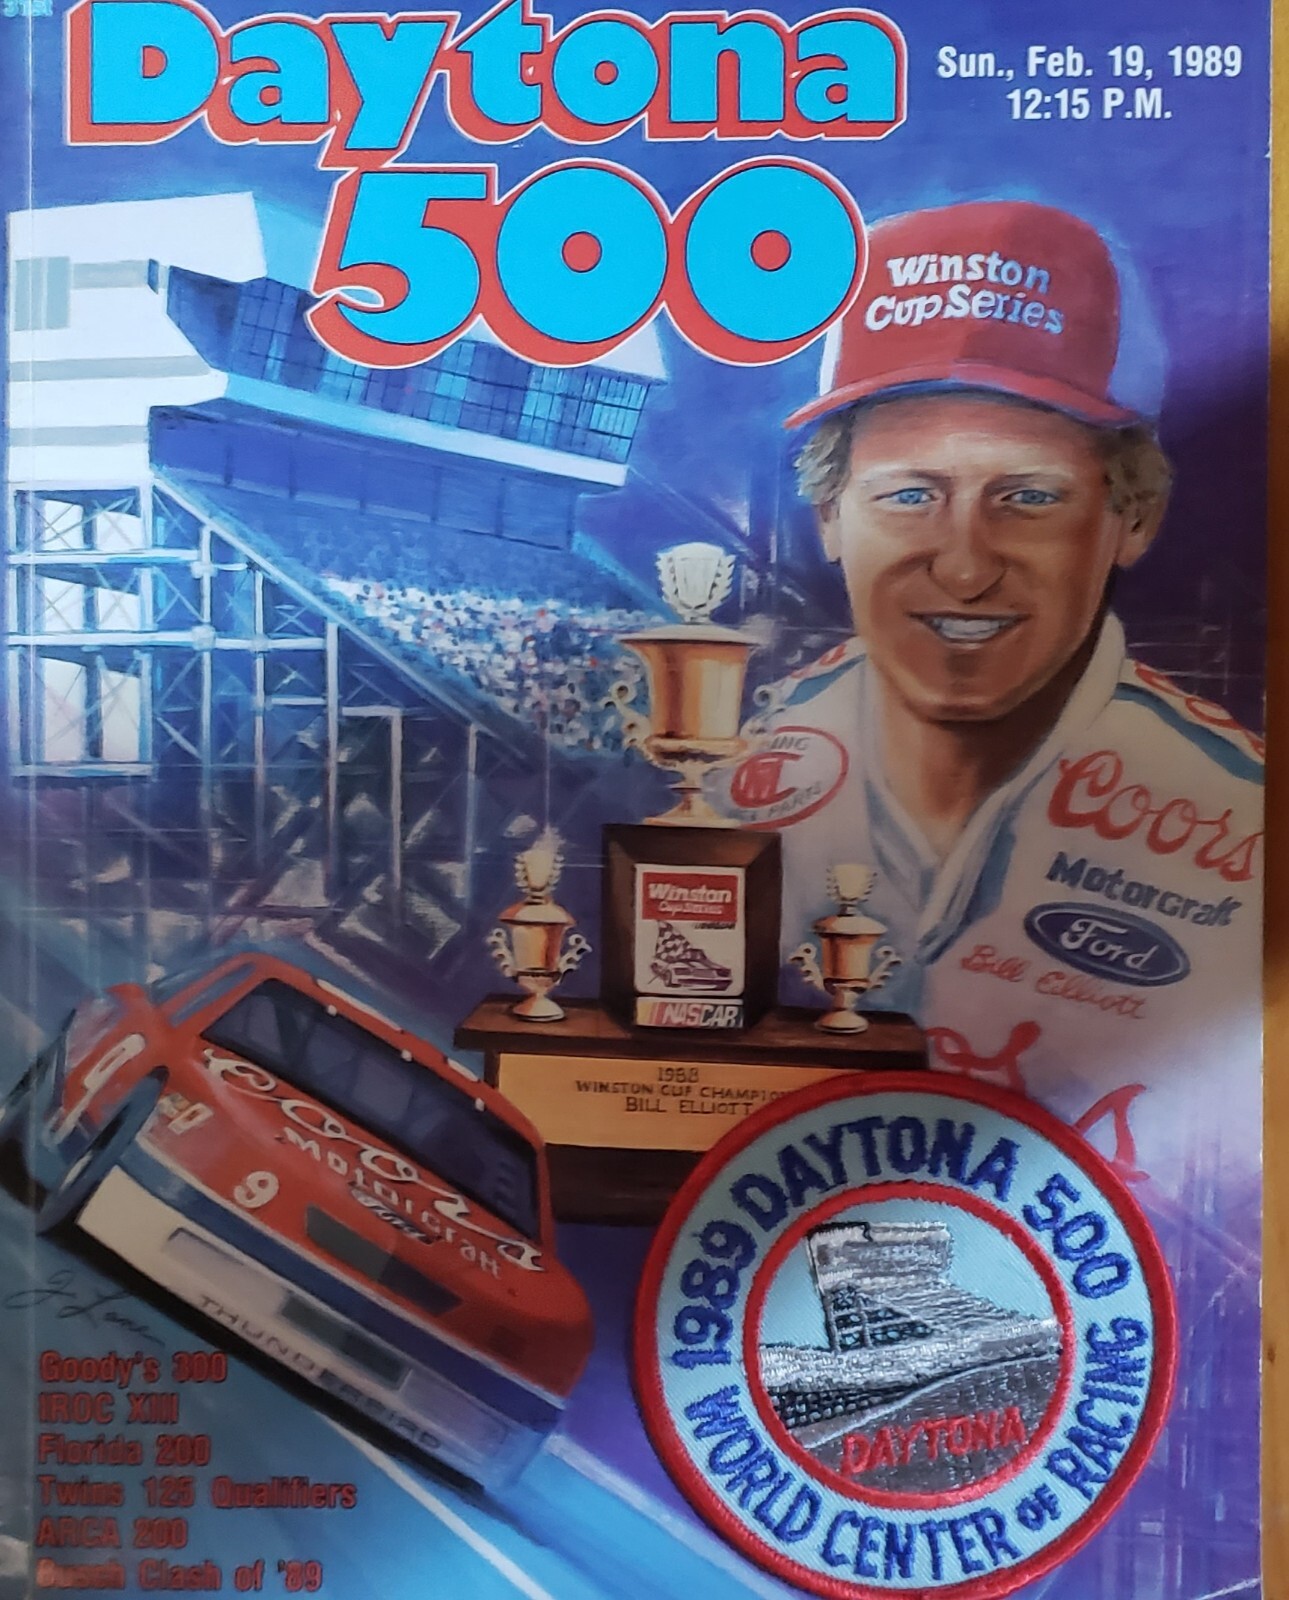 31st
Daytona
500
Sun., Feb. 19, 1989
12:15 P.M.
Winston
Cup Series
Coors
Motorcraft
Ford
Bill Elliott
Winston
Cup Series
NASCAR
1988
WINSTON CUP CHAMPION
BILL ELLIOTT
Coors
MOTORCRAFT
Ford
9
THUNDERBIRD
Goody's 300
IROC XIII
Florida 200
Twins 125 Qualifiers
ARCA 200
Busch Clash of '89
1989 DAYTONA 500
WORLD CENTER OF RACING
DAYTONA